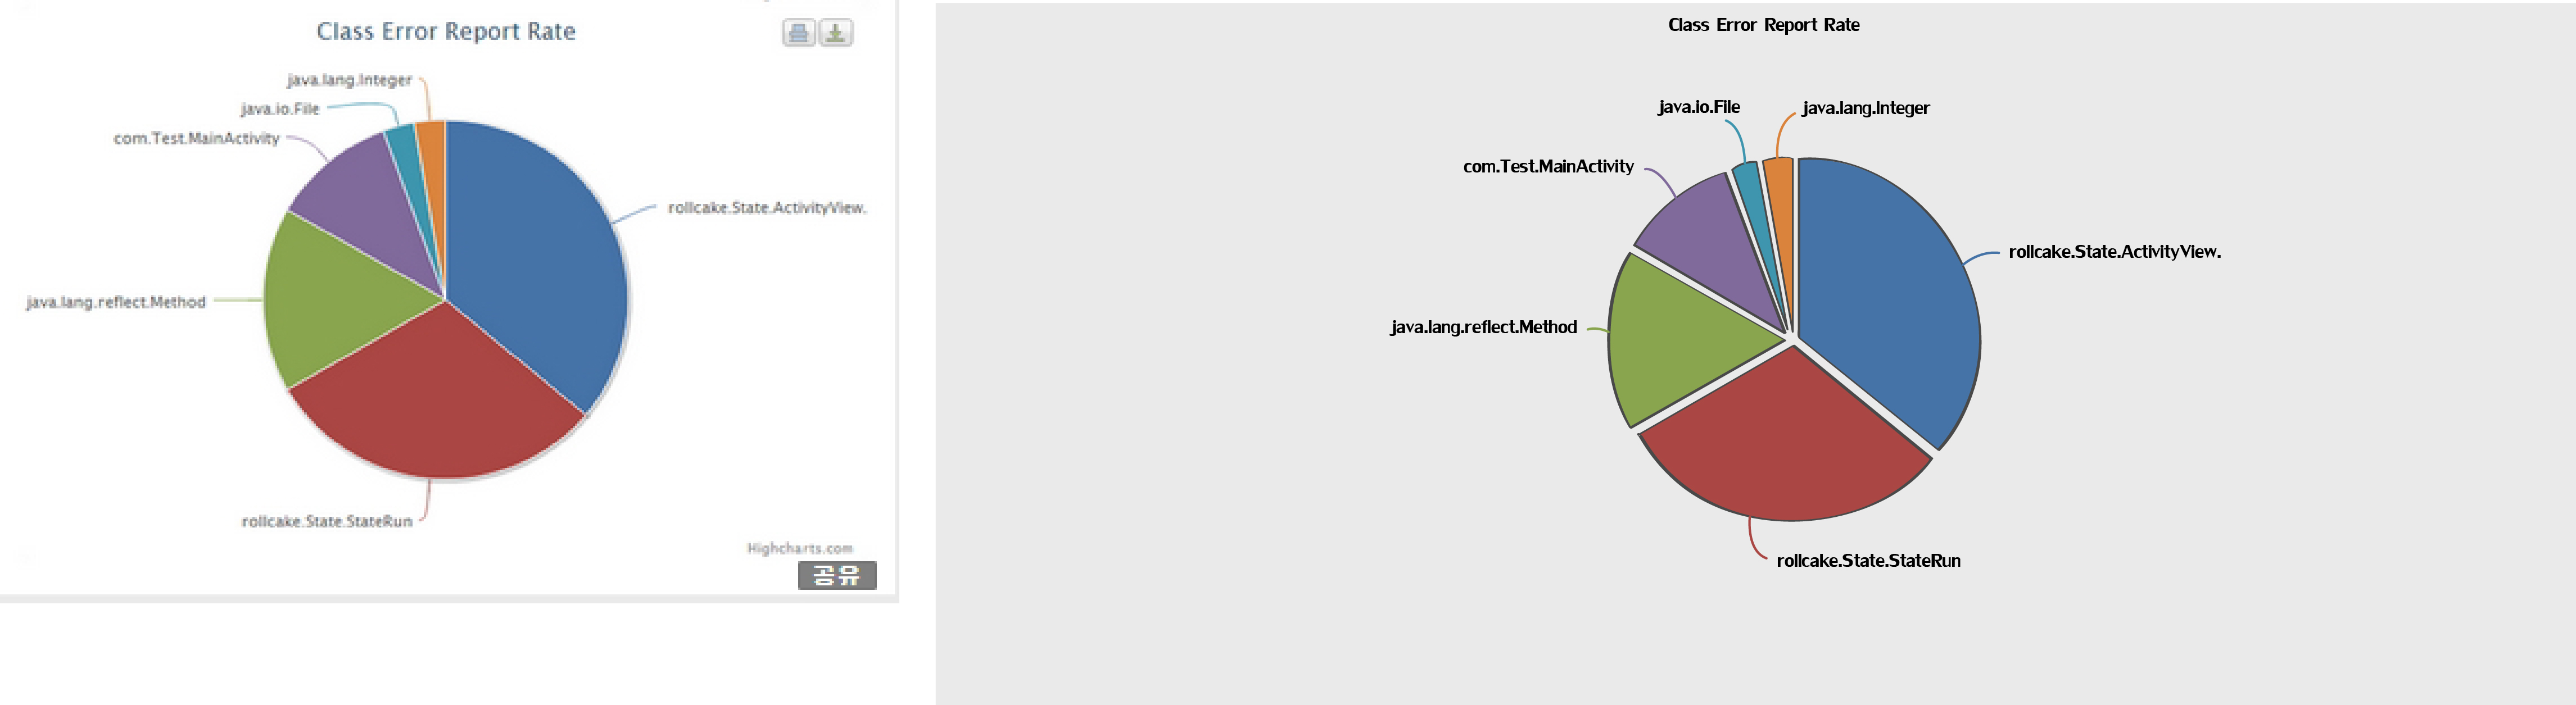 Class Error Report Rate
java.lang.Integer
java.io.File
com.Test.MainActivity
rollcake.State.ActivityView.
java.lang.reflect.Method
rollcake.State.StateRun
Highcharts.com
공유
Class Error Report Rate
java.io.File
java.lang.Integer
com.Test.MainActivity
rollcake.State.ActivityView.
java.lang.reflect.Method
rollcake.State.StateRun